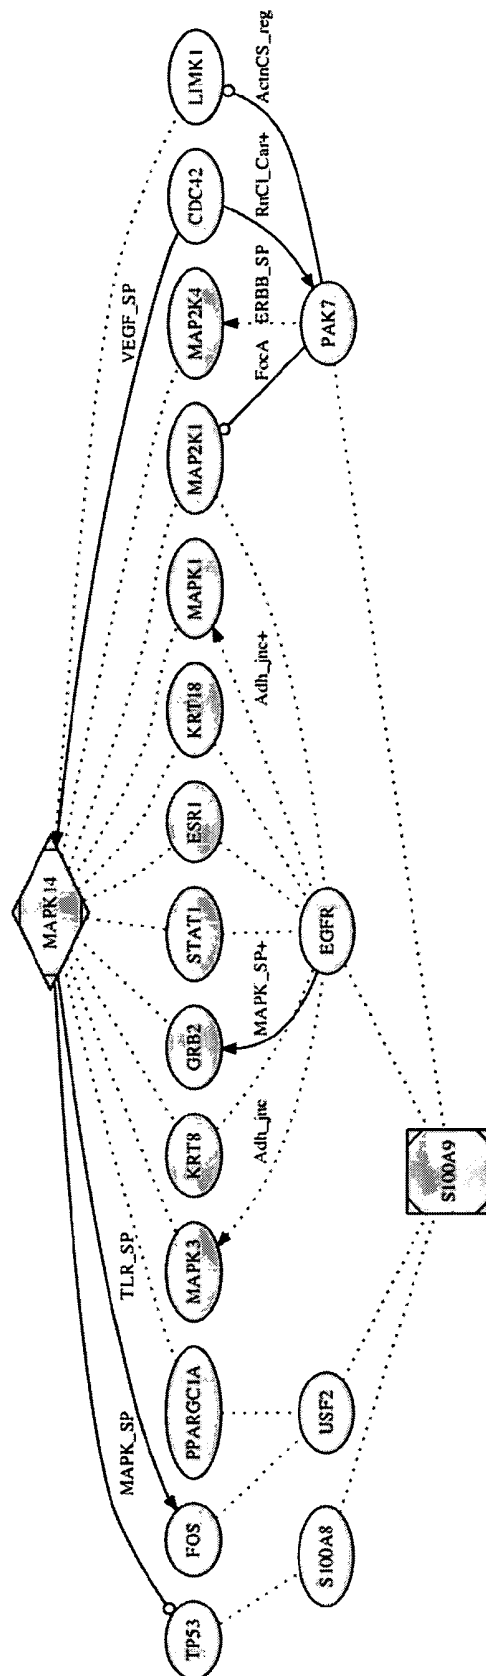 MAPK14
MAPK_SP
TLR_SP
VEGF_SP
TP53
FOS
PPARGC1A
MAPK3
KRT8
GRB2
STAT1
ESR1
KRT18
MAPK1
MAP2K1
MAP2K4
CDC42
LIMK1
Adh_jnc
MAPK_SP+
Adh_jnc+
FocA
ERBB_SP
RnCl_Car+
ActnCS_reg
S100A8
USF2
EGFR
PAK7
S100A9